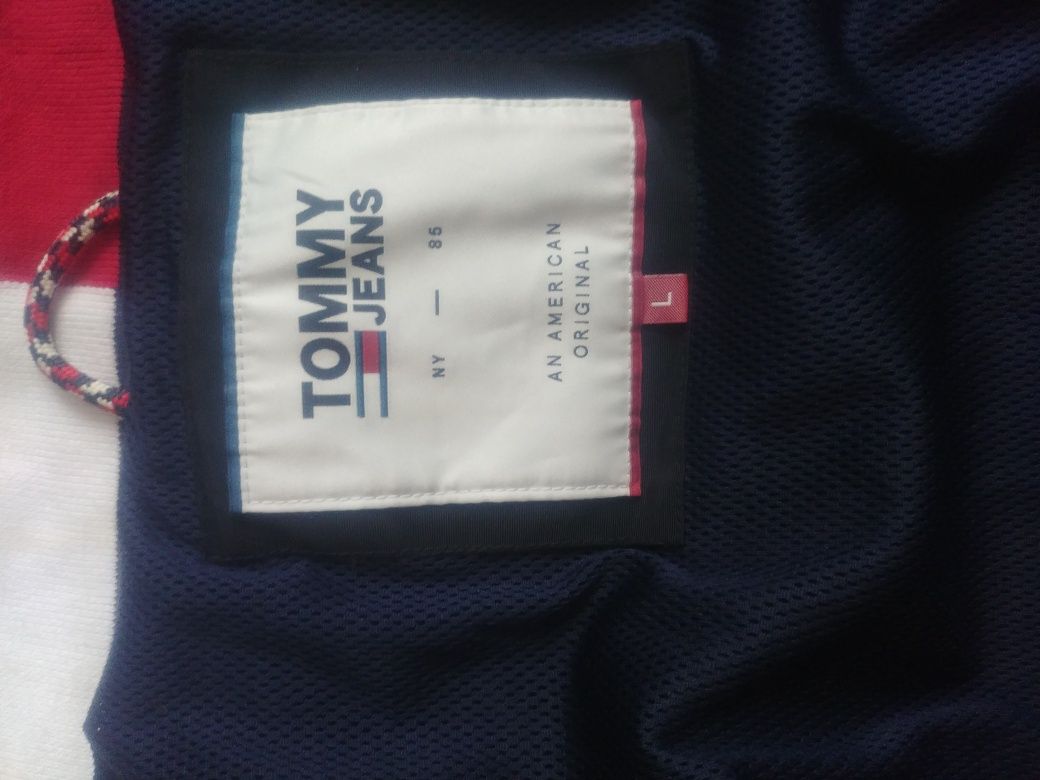 TOMMY
JEANS
NY — 85
AN AMERICAN
ORIGINAL
L